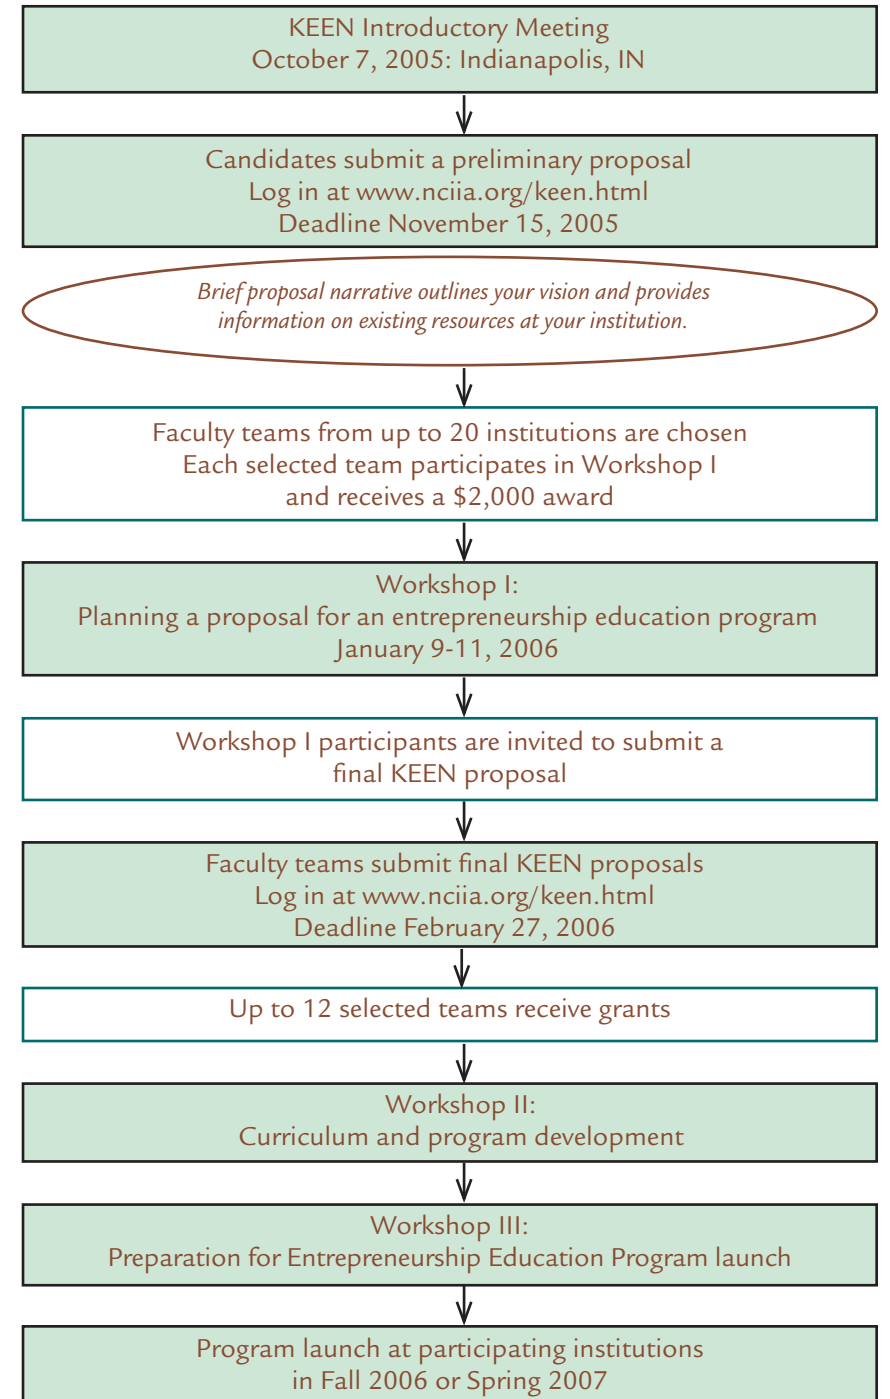 KEEN Introductory Meeting
October 7, 2005: Indianapolis, IN
Candidates submit a preliminary proposal
Log in at www.nciia.org/keen.html
Deadline November 15, 2005
Brief proposal narrative outlines your vision and provides
information on existing resources at your institution.
Faculty teams from up to 20 institutions are chosen
Each selected team participates in Workshop I
and receives a $2,000 award
Workshop I:
Planning a proposal for an entrepreneurship education program
January 9-11, 2006
Workshop I participants are invited to submit a
final KEEN proposal
Faculty teams submit final KEEN proposals
Log in at www.nciia.org/keen.html
Deadline February 27, 2006
Up to 12 selected teams receive grants
Workshop II:
Curriculum and program development
Workshop III:
Preparation for Entrepreneurship Education Program launch
Program launch at participating institutions
in Fall 2006 or Spring 2007